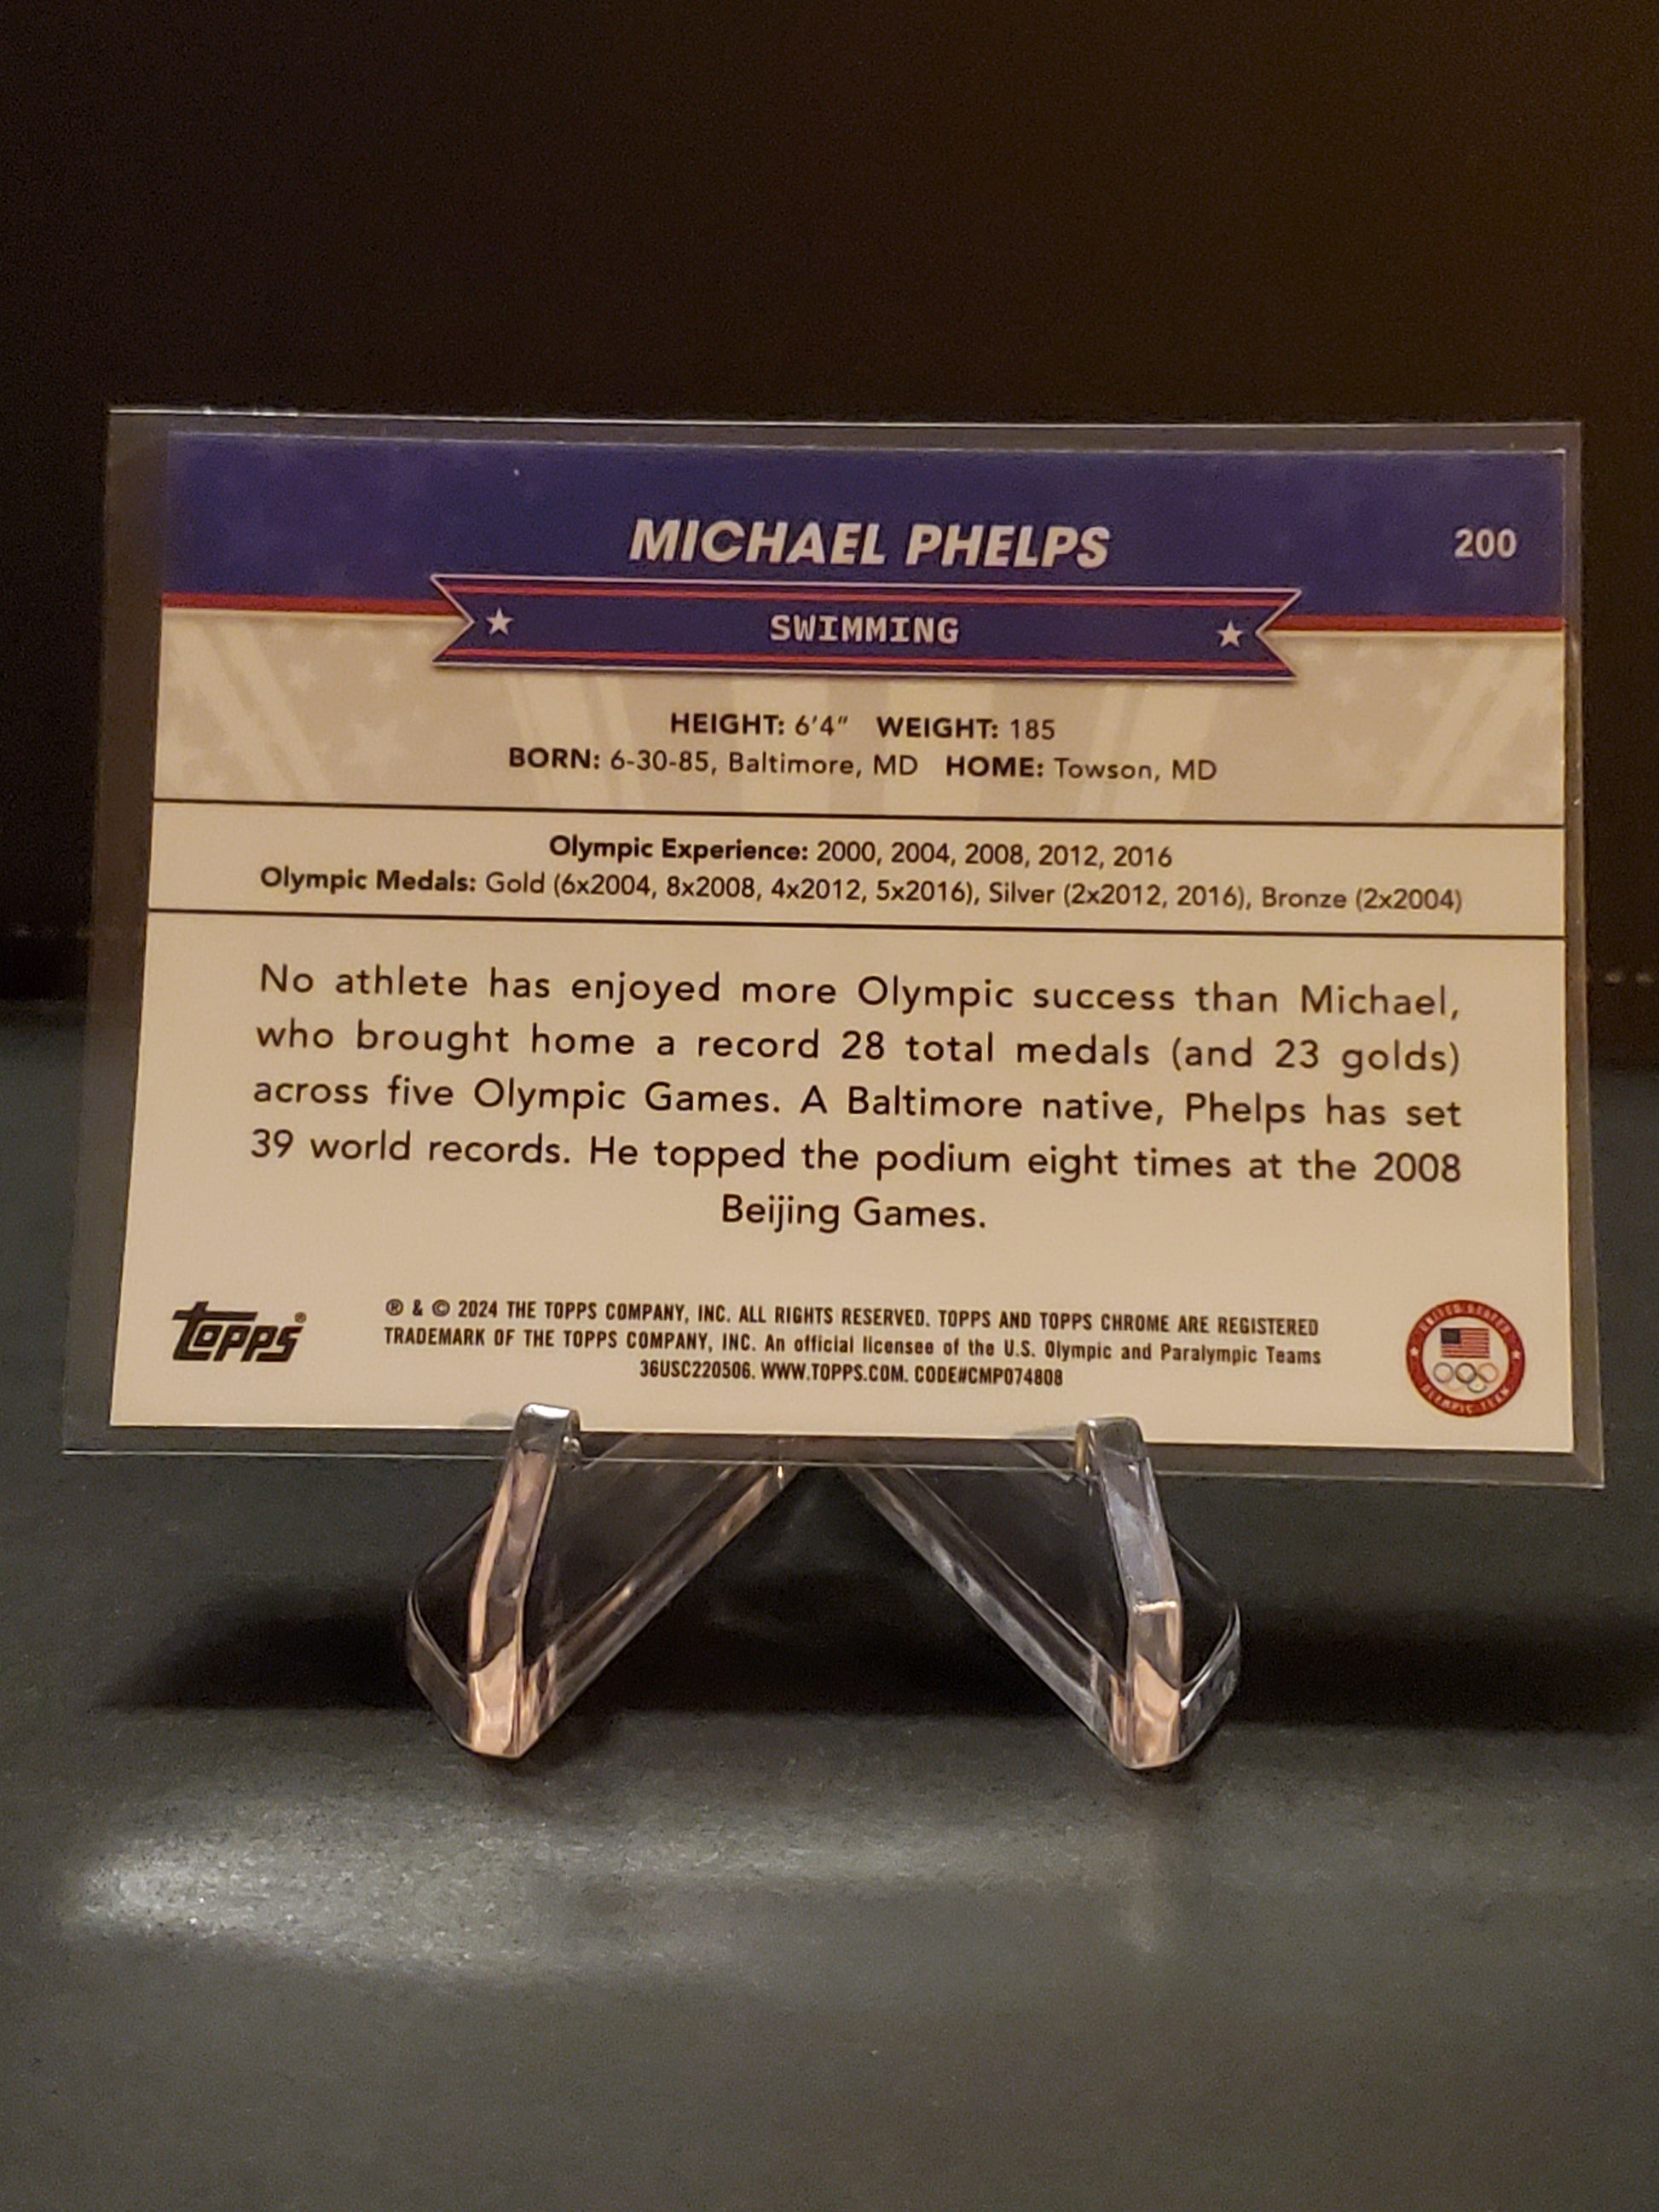 MICHAEL PHELPS
200
SWIMMING
HEIGHT: 6'4" WEIGHT: 185
BORN: 6-30-85, Baltimore, MD HOME: Towson, MD
Olympic Experience: 2000, 2004, 2008, 2012, 2016
Olympic Medals: Gold (6x2004, 8x2008, 4x2012, 5x2016), Silver (2x2012, 2016), Bronze (2x2004)
No athlete has enjoyed more Olympic success than Michael,
who brought home a record 28 total medals (and 23 golds)
across five Olympic Games. A Baltimore native, Phelps has set
39 world records. He topped the podium eight times at the 2008
Beijing Games.
topps®
® & © 2024 THE TOPPS COMPANY, INC. ALL RIGHTS RESERVED. TOPPS AND TOPPS CHROME ARE REGISTERED
TRADEMARK OF THE TOPPS COMPANY, INC. An official licensee of the U.S. Olympic and Paralympic Teams
36USC220506. WWW.TOPPS.COM. CODE#CMP074808
UNITED STATES
OLYMPIC TEAM